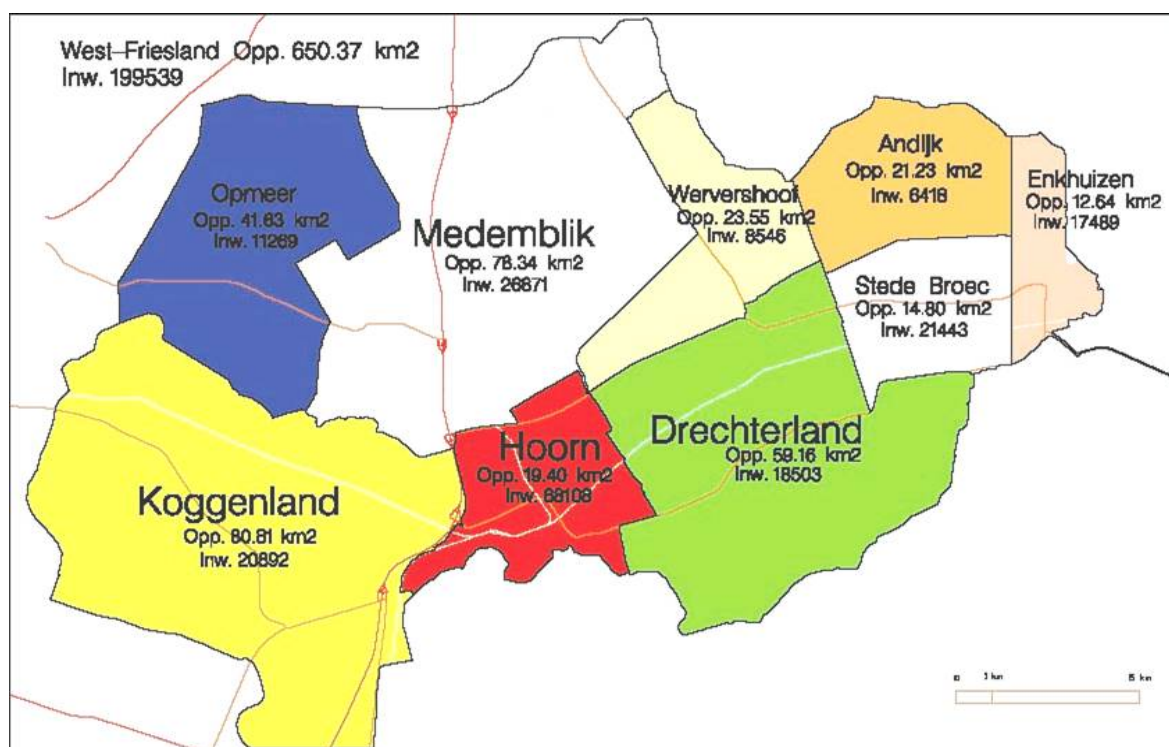 West-Friesland Opp. 650.37 km2
Inw. 199539
Opmeer
Opp. 41.63 km2
Inw. 11269
Medemblik
Opp. 78.34 km2
Inw. 26871
Wervershoof
Opp. 23.55 km2
Inw. 8546
Andijk
Opp. 21.23 km2
Inw. 6418
Enkhuizen
Opp. 12.64 km2
Inw. 17489
Stede Broec
Opp. 14.80 km2
Inw. 21443
Hoorn
Opp. 19.40 km2
Inw. 68108
Drechterland
Opp. 59.16 km2
Inw. 18503
Koggenland
Opp. 80.81 km2
Inw. 20892